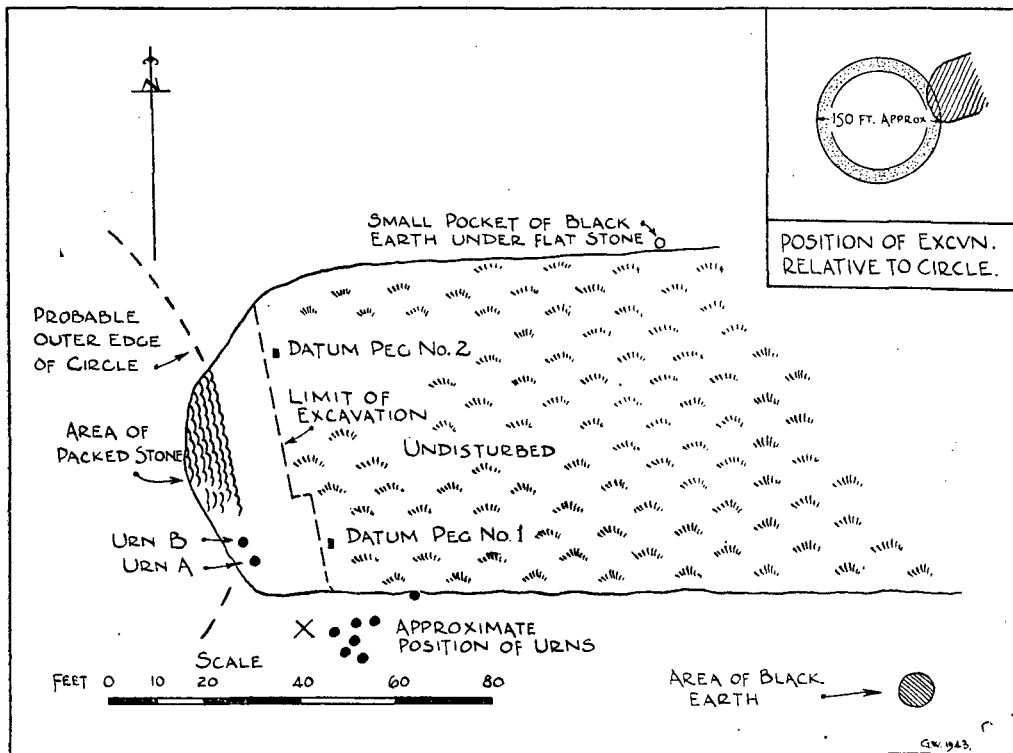 N
150 FT. APPROX
POSITION OF EXCVN.
RELATIVE TO CIRCLE.
SMALL POCKET OF BLACK
EARTH UNDER FLAT STONE
PROBABLE
OUTER EDGE
OF CIRCLE
DATUM PEG NO. 2
LIMIT OF
EXCAVATION
AREA OF
PACKED STONE
UNDISTURBED
URN B
URN A
DATUM PEG NO. 1
APPROXIMATE
POSITION OF URNS
SCALE
FEET 0 10 20 40 60 80
AREA OF BLACK
EARTH
G.W. 1943.